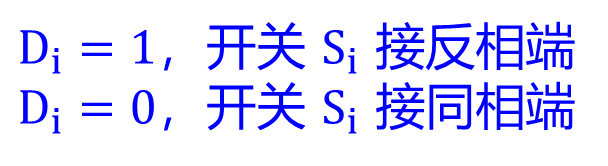 Dᵢ = 1，开关 Sᵢ 接反相端
Dᵢ = 0，开关 Sᵢ 接同相端